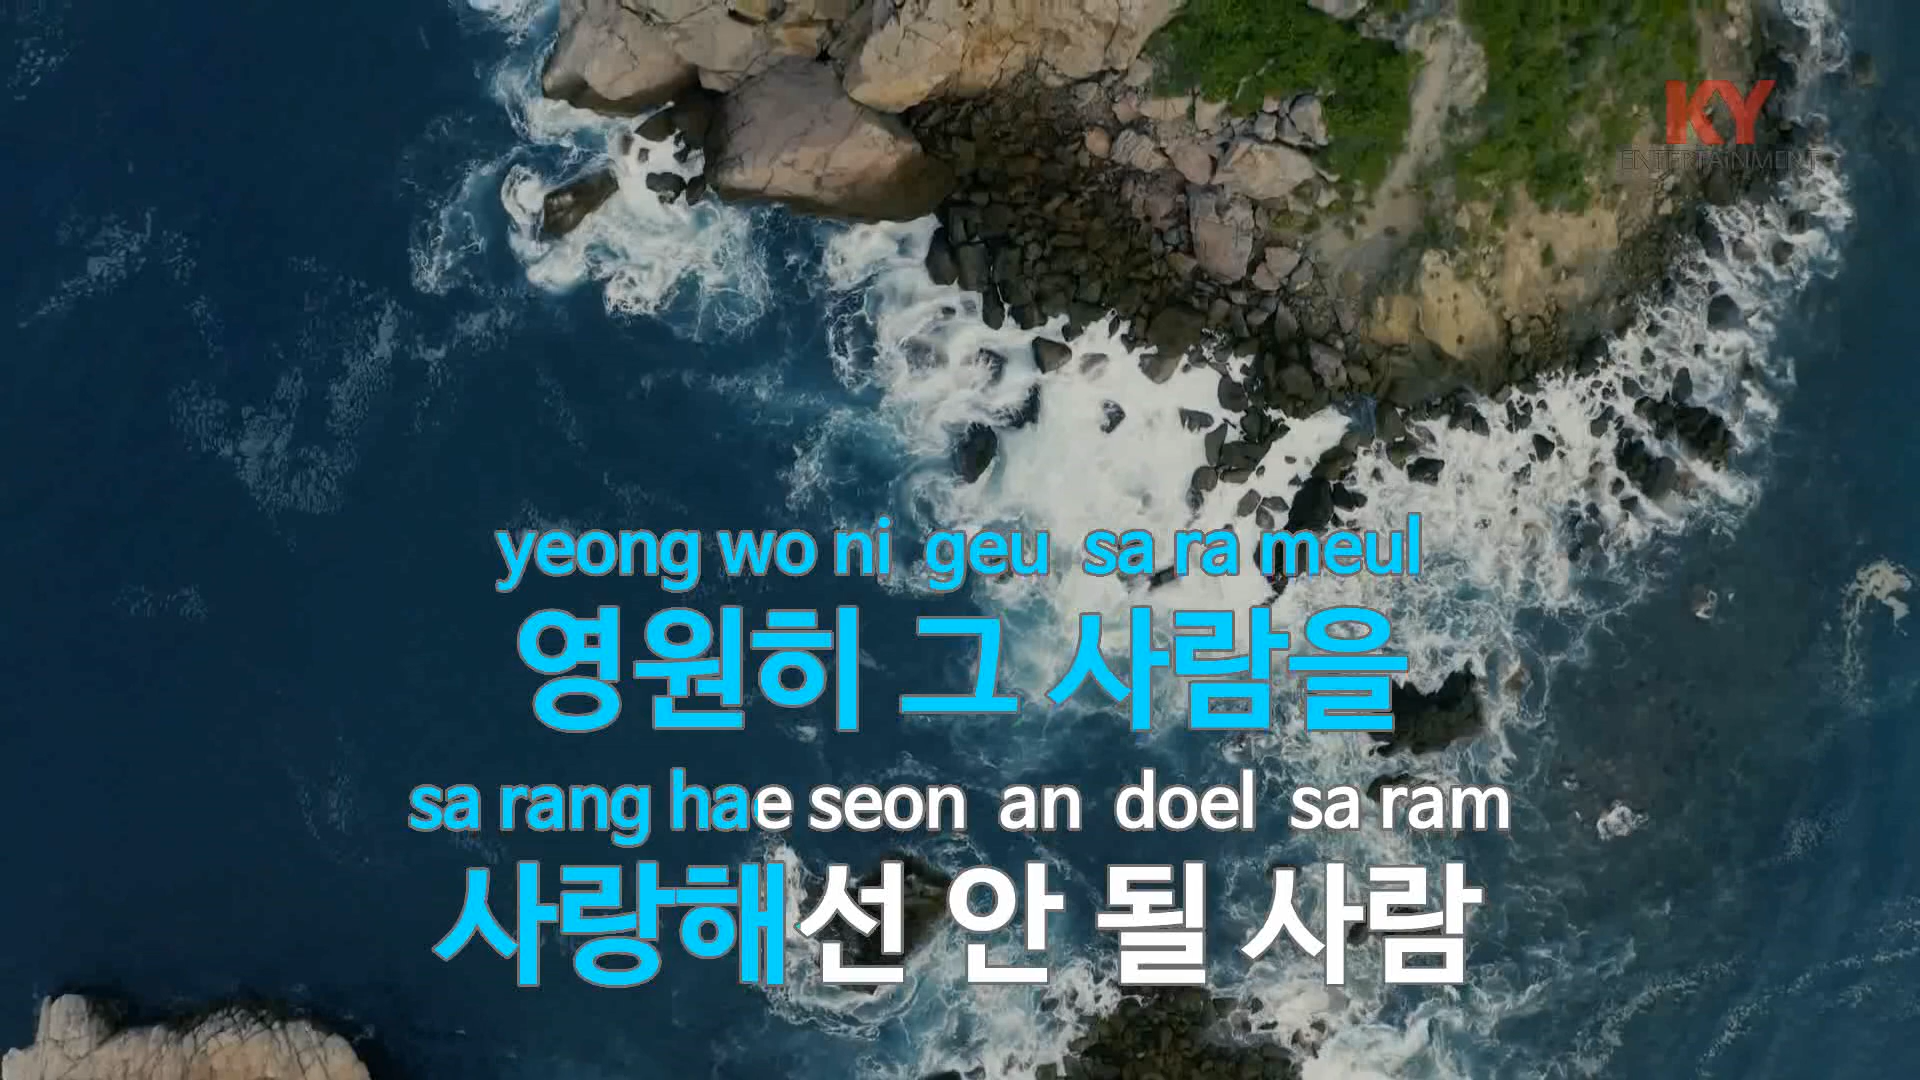 KY
ENTERTAINMENT
yeong wo ni geu sa ra meul
영원히 그 사람을
sa rang hae seon an doel sa ram
사랑해선 안 될 사람